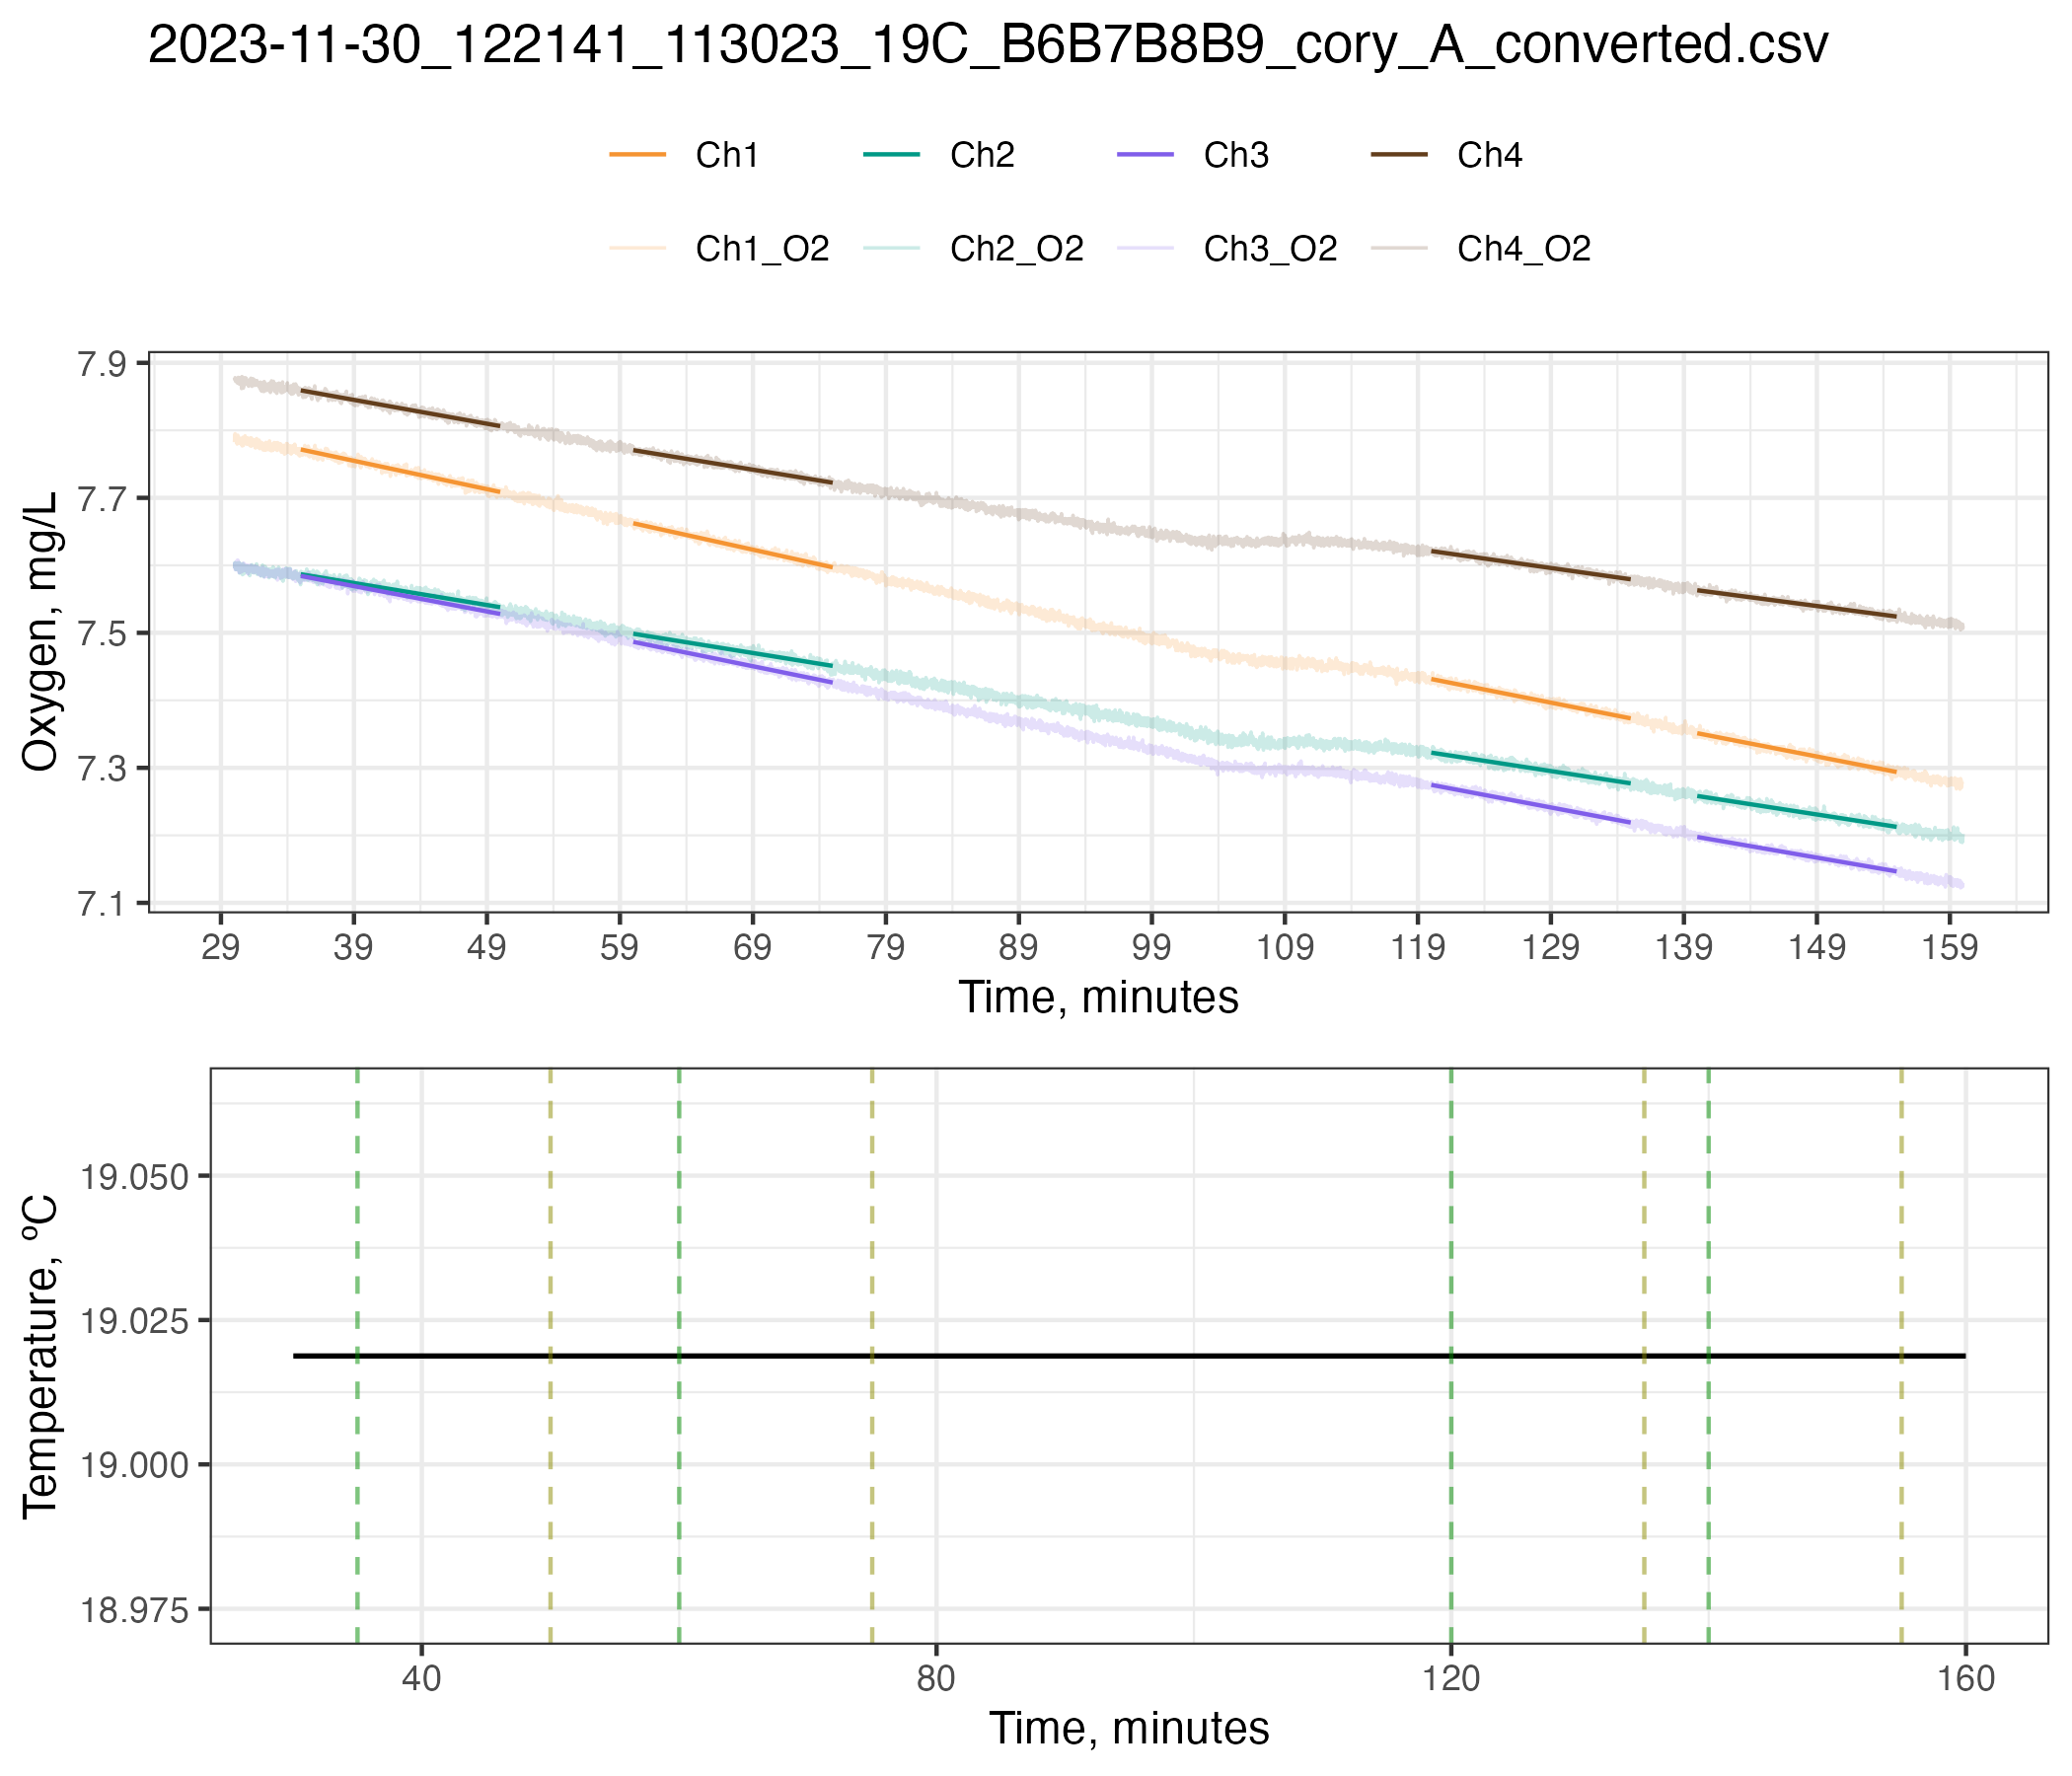 2023-11-30_122141_113023_19C_B6B7B8B9_cory_A_converted.csv
Ch1 Ch2 Ch3 Ch4
Ch1_O2 Ch2_O2 Ch3_O2 Ch4_O2
Oxygen, mg/L
7.9
7.7
7.5
7.3
7.1
29 39 49 59 69 79 89 99 109 119 129 139 149 159
Time, minutes
Temperature, ºC
19.050
19.025
19.000
18.975
40 80 120 160
Time, minutes